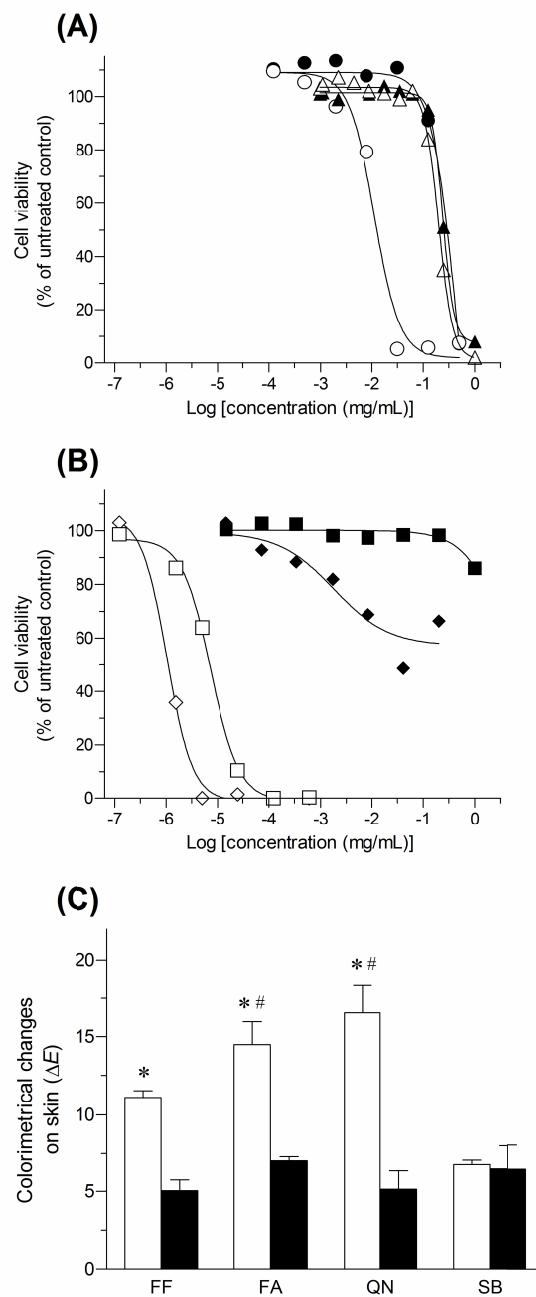 (A)
Cell viability
(% of untreated control)
100
80
60
40
20
0
-7 -6 -5 -4 -3 -2 -1 0
Log [concentration (mg/mL)]
(B)
Cell viability
(% of untreated control)
100
80
60
40
20
0
-7 -6 -5 -4 -3 -2 -1 0
Log [concentration (mg/mL)]
(C)
Colorimetrical changes
on skin (ΔE)
20
15
10
5
0
*
* #
* #
FF FA QN SB